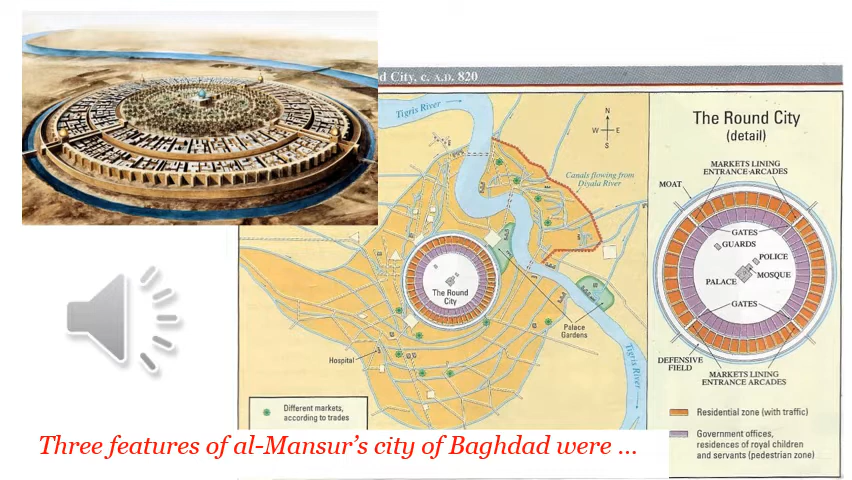 d City, c. A.D. 820
Tigris River
N
W E
S
Canals flowing from
Diyala River
The Round
City
Palace
Gardens
Hospital
Tigris River
Different markets,
according to trades
The Round City
(detail)
MARKETS LINING
ENTRANCE ARCADES
MOAT
GATES
GUARDS
POLICE
MOSQUE
PALACE
GATES
DEFENSIVE
FIELD
MARKETS LINING
ENTRANCE ARCADES
Residential zone (with traffic)
Government offices,
residences of royal children
and servants (pedestrian zone)
Three features of al-Mansur's city of Baghdad were ...